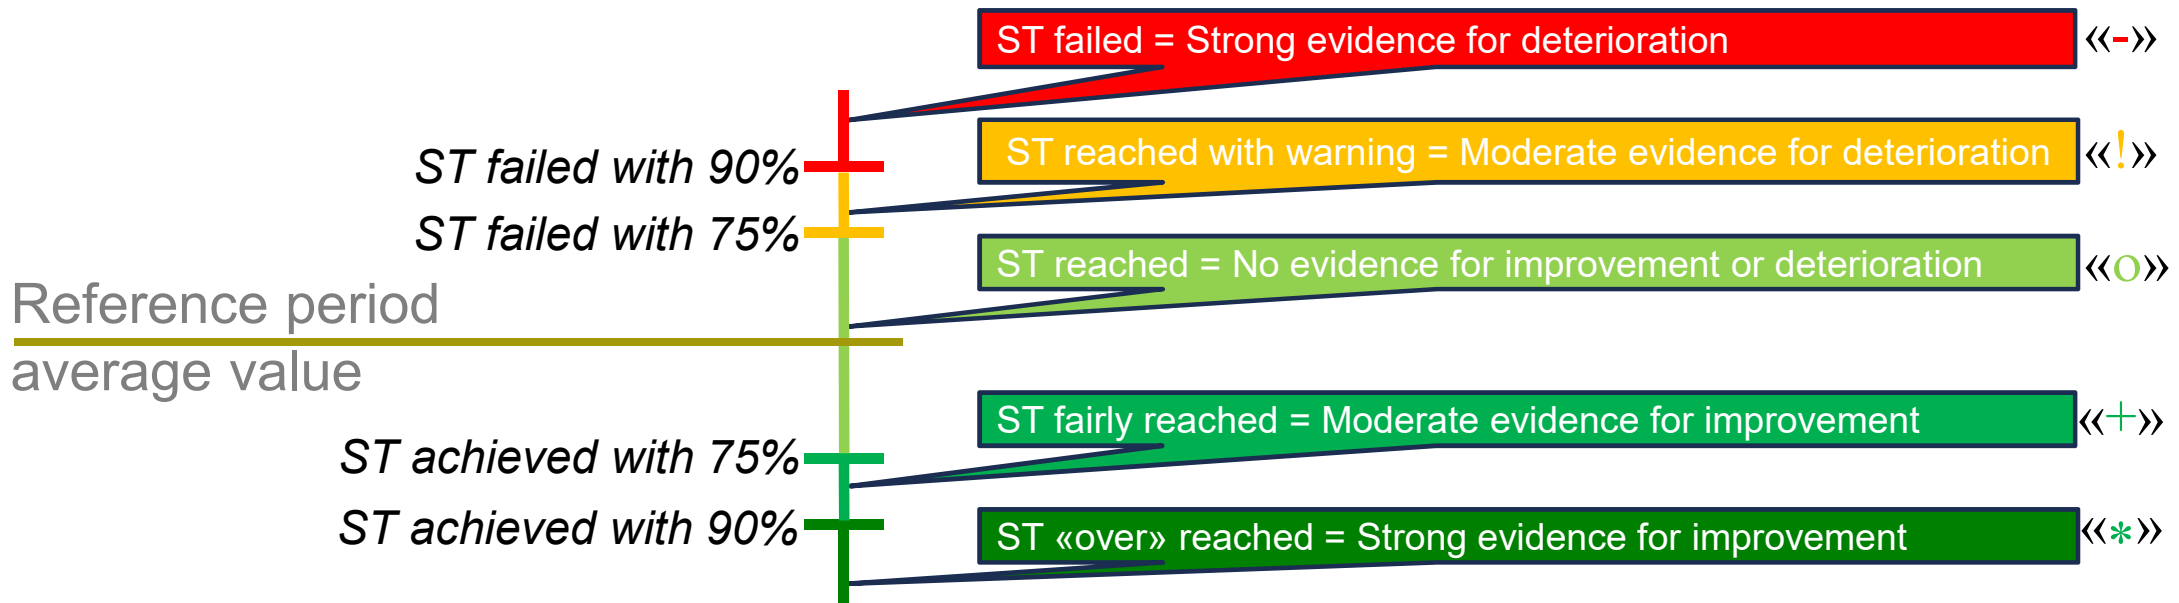 ST failed = Strong evidence for deterioration «-»
ST failed with 90%
ST reached with warning = Moderate evidence for deterioration «!»
ST failed with 75%
ST reached = No evidence for improvement or deterioration «o»
Reference period
average value
ST fairly reached = Moderate evidence for improvement «+»
ST achieved with 75%
ST achieved with 90%
ST «over» reached = Strong evidence for improvement «*»